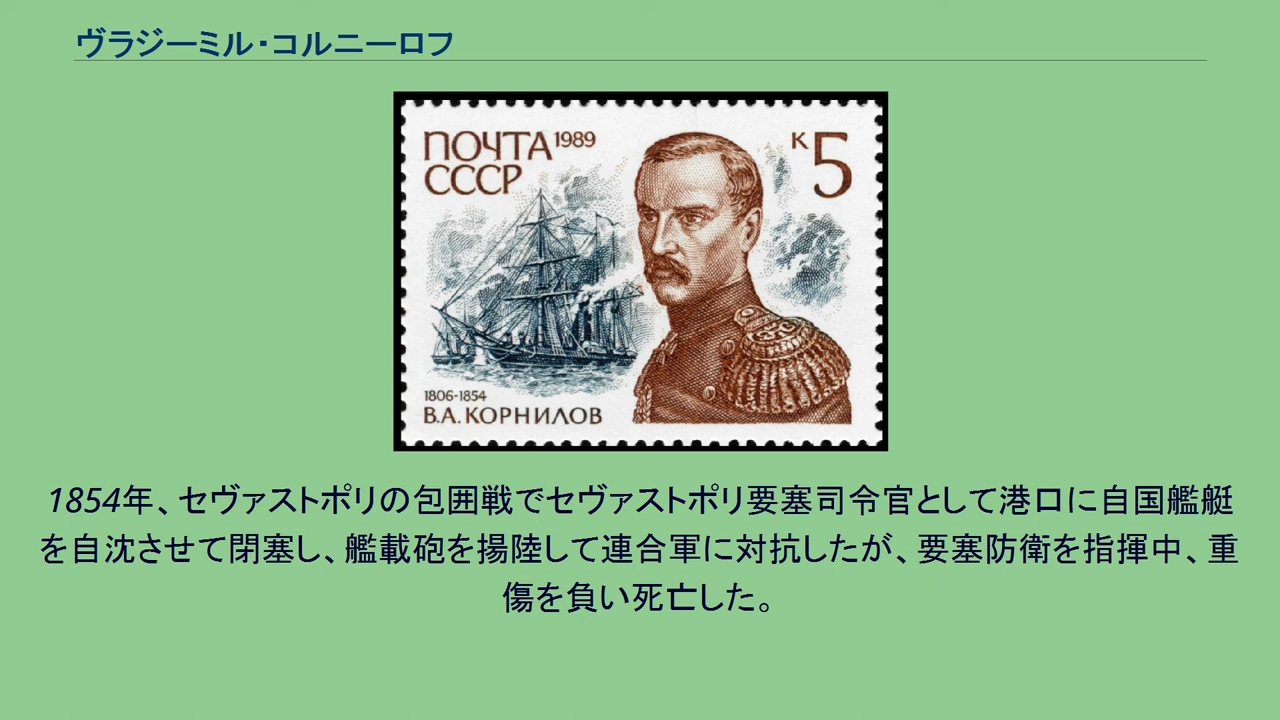 ヴラジーミル・コルニーロフ
ПОЧТА 1989
СССР
К 5
1806-1854
В.А. КОРНИЛОВ
1854年、セヴァストポリの包囲戦でセヴァストポリ要塞司令官として港口に自国艦艇
を自沈させて閉塞し、艦載砲を揚陸して連合軍に対抗したが、要塞防衛を指揮中、重
傷を負い死亡した。